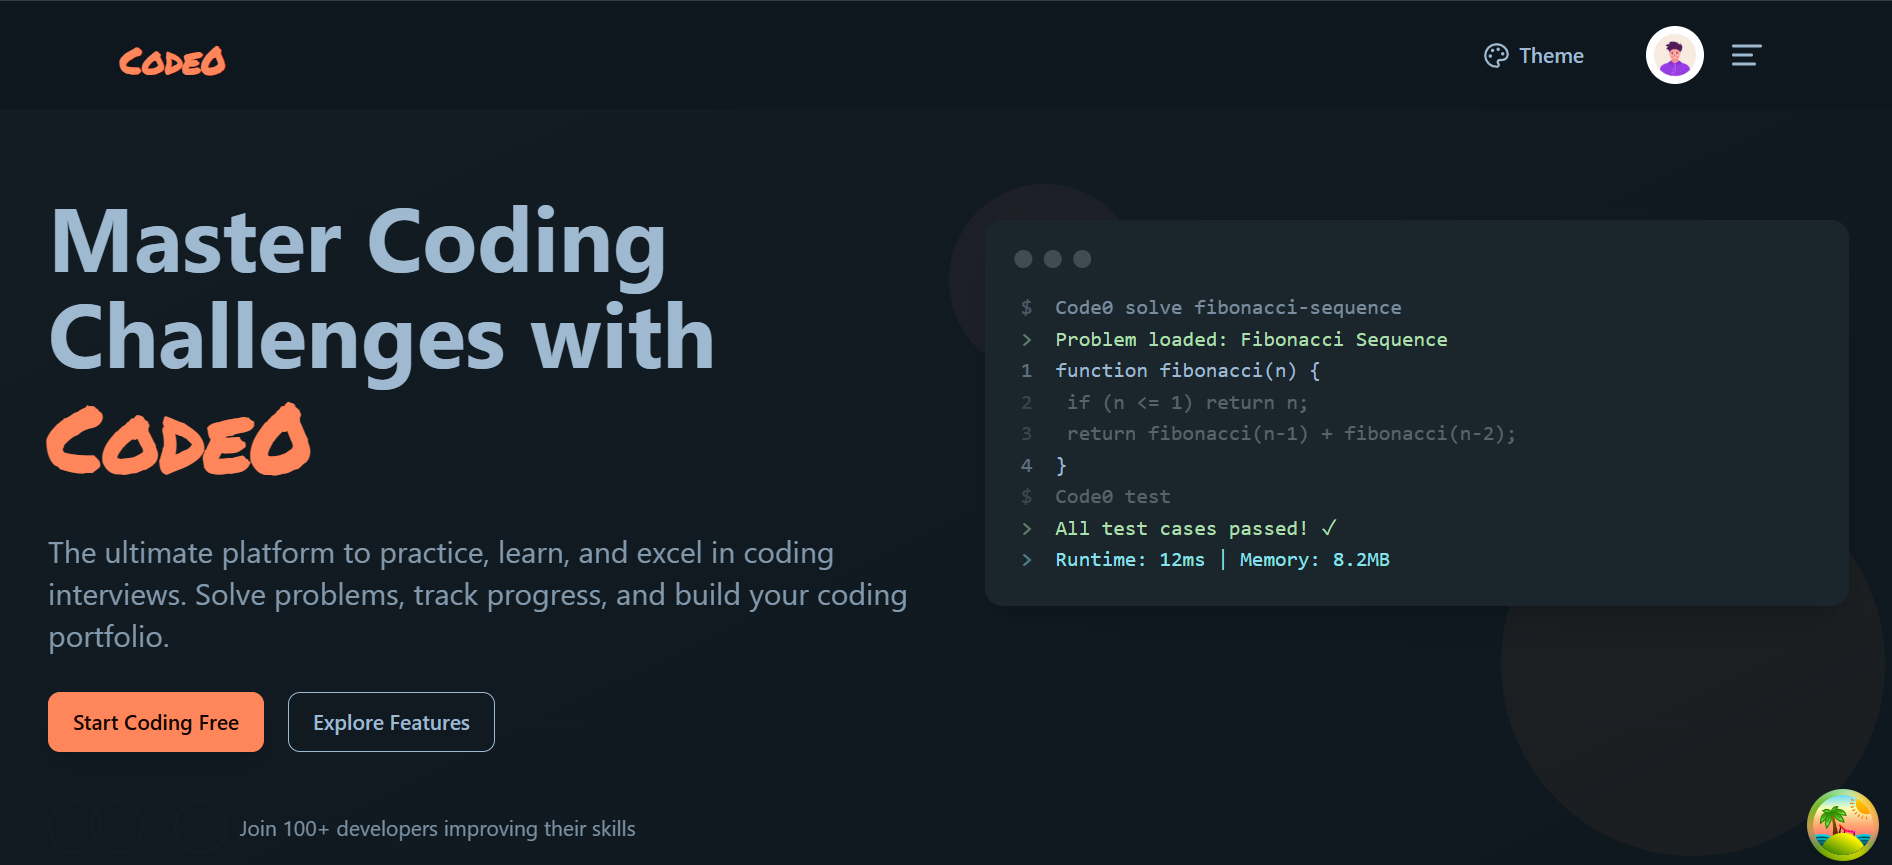 Code0
Theme
Master Coding
Challenges with
Code0
The ultimate platform to practice, learn, and excel in coding
interviews. Solve problems, track progress, and build your coding
portfolio.
Start Coding Free
Explore Features
Join 100+ developers improving their skills
$ Code0 solve fibonacci-sequence
> Problem loaded: Fibonacci Sequence
1 function fibonacci(n) {
2 if (n <= 1) return n;
3 return fibonacci(n-1) + fibonacci(n-2);
4 }
$ Code0 test
> All test cases passed! ✓
> Runtime: 12ms | Memory: 8.2MB